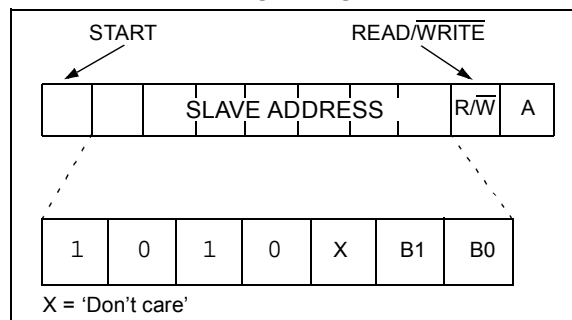 START READ/WRITE
SLAVE ADDRESS R/W A
1 0 1 0 X B1 B0
X = 'Don't care'